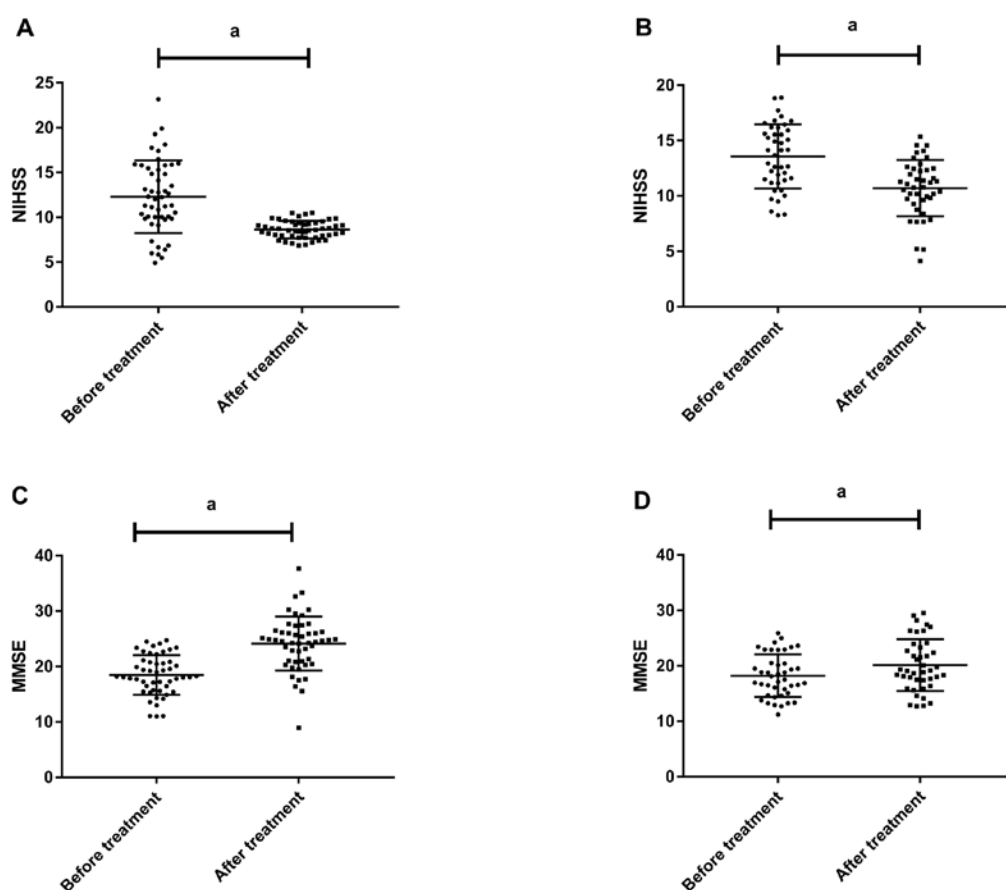 A
a
NIHSS
25
20
15
10
5
0
Before treatment
After treatment
B
a
NIHSS
20
15
10
5
0
Before treatment
After treatment
C
a
MMSE
40
30
20
10
0
Before treatment
After treatment
D
a
MMSE
40
30
20
10
0
Before treatment
After treatment